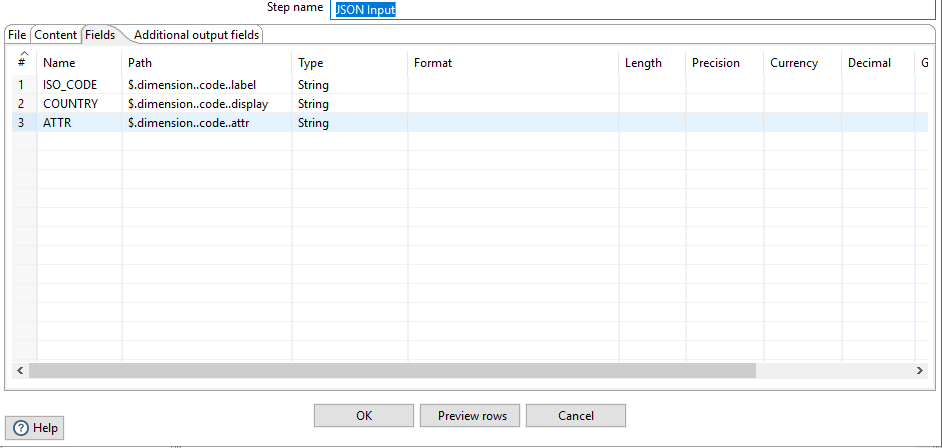 Step name JSON Input
File Content Fields Additional output fields
# Name Path Type Format Length Precision Currency Decimal G
1 ISO_CODE $.dimension..code..label String
2 COUNTRY $.dimension..code..display String
3 ATTR $.dimension..code..attr String
OK Preview rows Cancel
Help